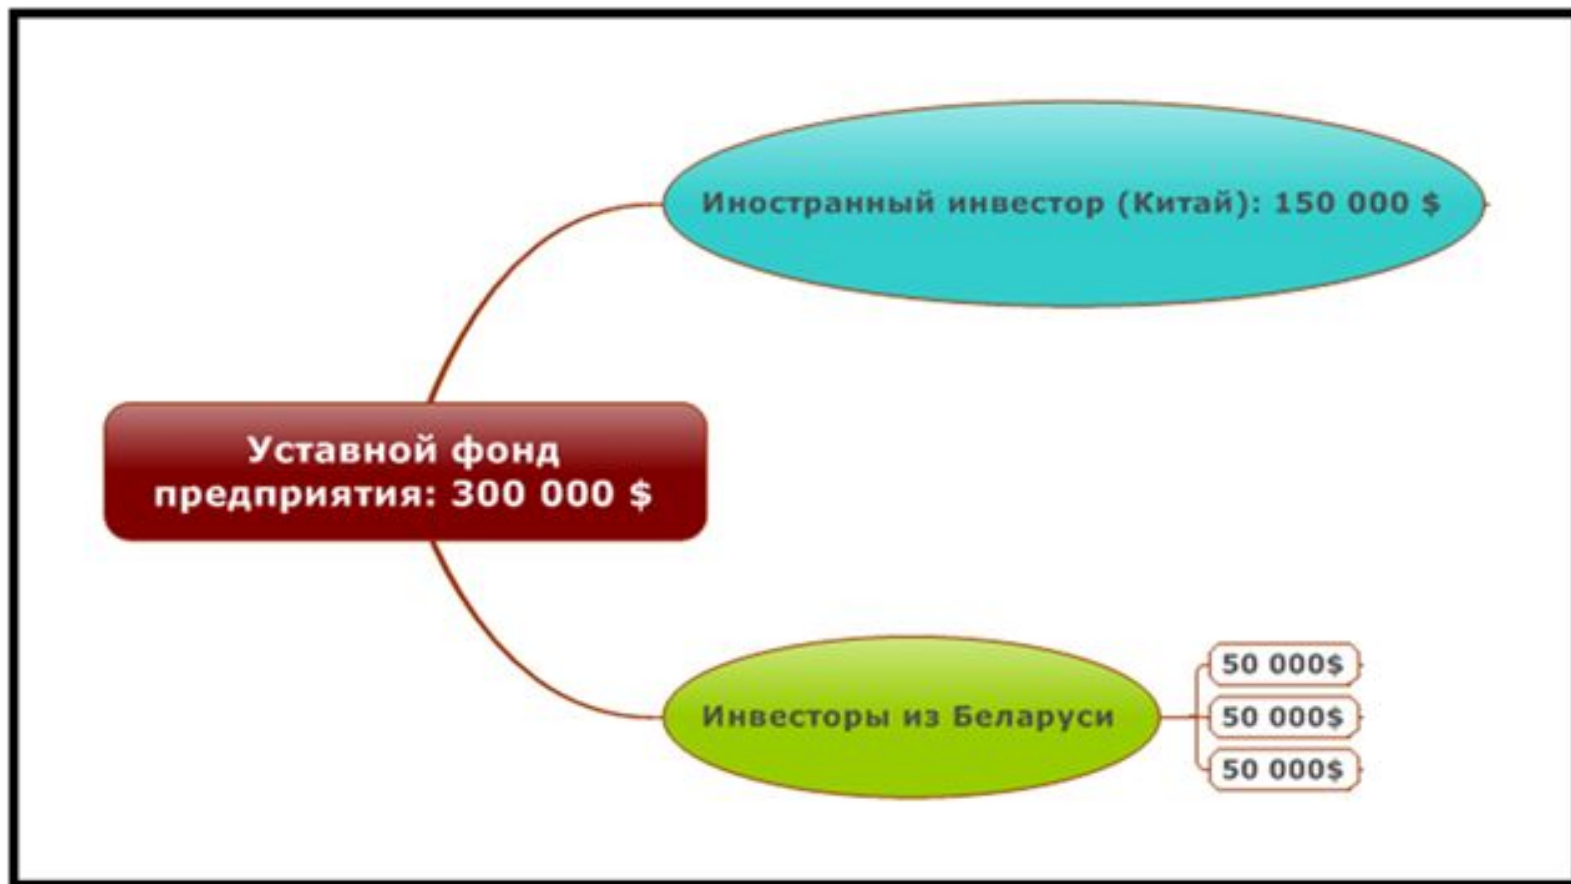 Иностранный инвестор (Китай): 150 000 $
Уставной фонд
предприятия: 300 000 $
Инвесторы из Беларуси
50 000$
50 000$
50 000$